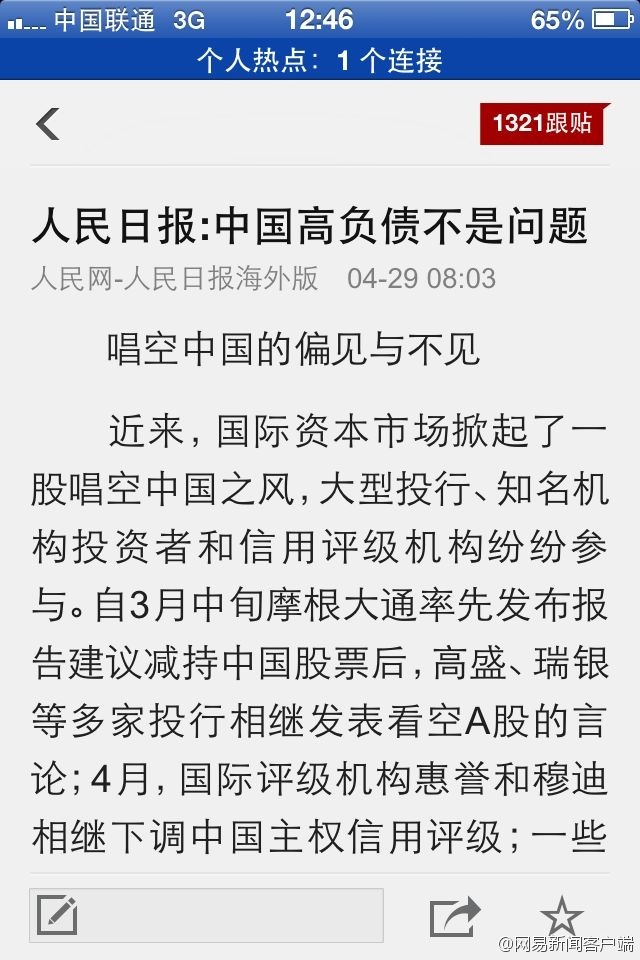 中国联通 3G 12:46 65%
个人热点：1 个连接
1321跟贴
人民日报:中国高负债不是问题
人民网-人民日报海外版 04-29 08:03
唱空中国的偏见与不见
近来，国际资本市场掀起了一
股唱空中国之风，大型投行、知名机
构投资者和信用评级机构纷纷参
与。自3月中旬摩根大通率先发布报
告建议减持中国股票后，高盛、瑞银
等多家投行相继发表看空A股的言
论；4月，国际评级机构惠誉和穆迪
相继下调中国主权信用评级；一些
@网易新闻客户端